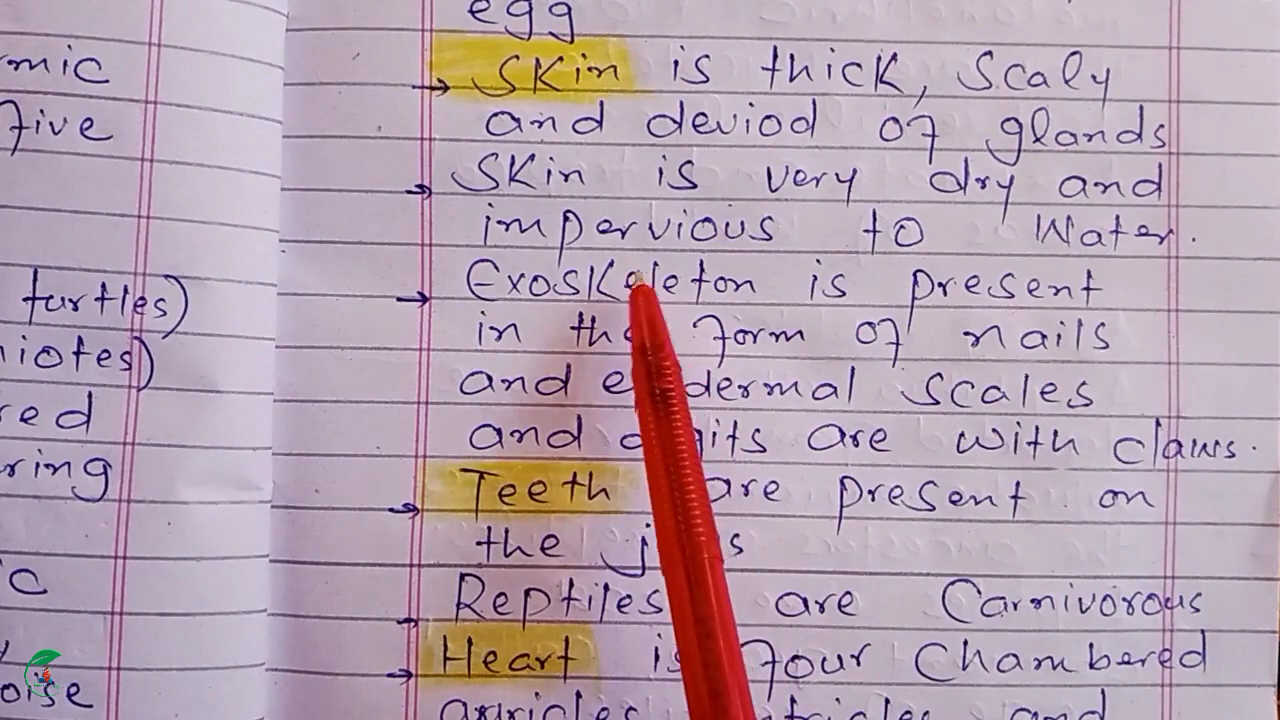 mic
five
turtles)
iotes)
red
ring
c
oise
egg
→ Skin is thick, Scaly
and deviod of glands
→ Skin is very dry and
impervious to Water.
→ Exoskeleton is present
in the form of nails
and dermal scales
and are with claws.
→ Teeth are present on
the
→ Reptiles are Carnivorous
→ Heart is four Chambered
and